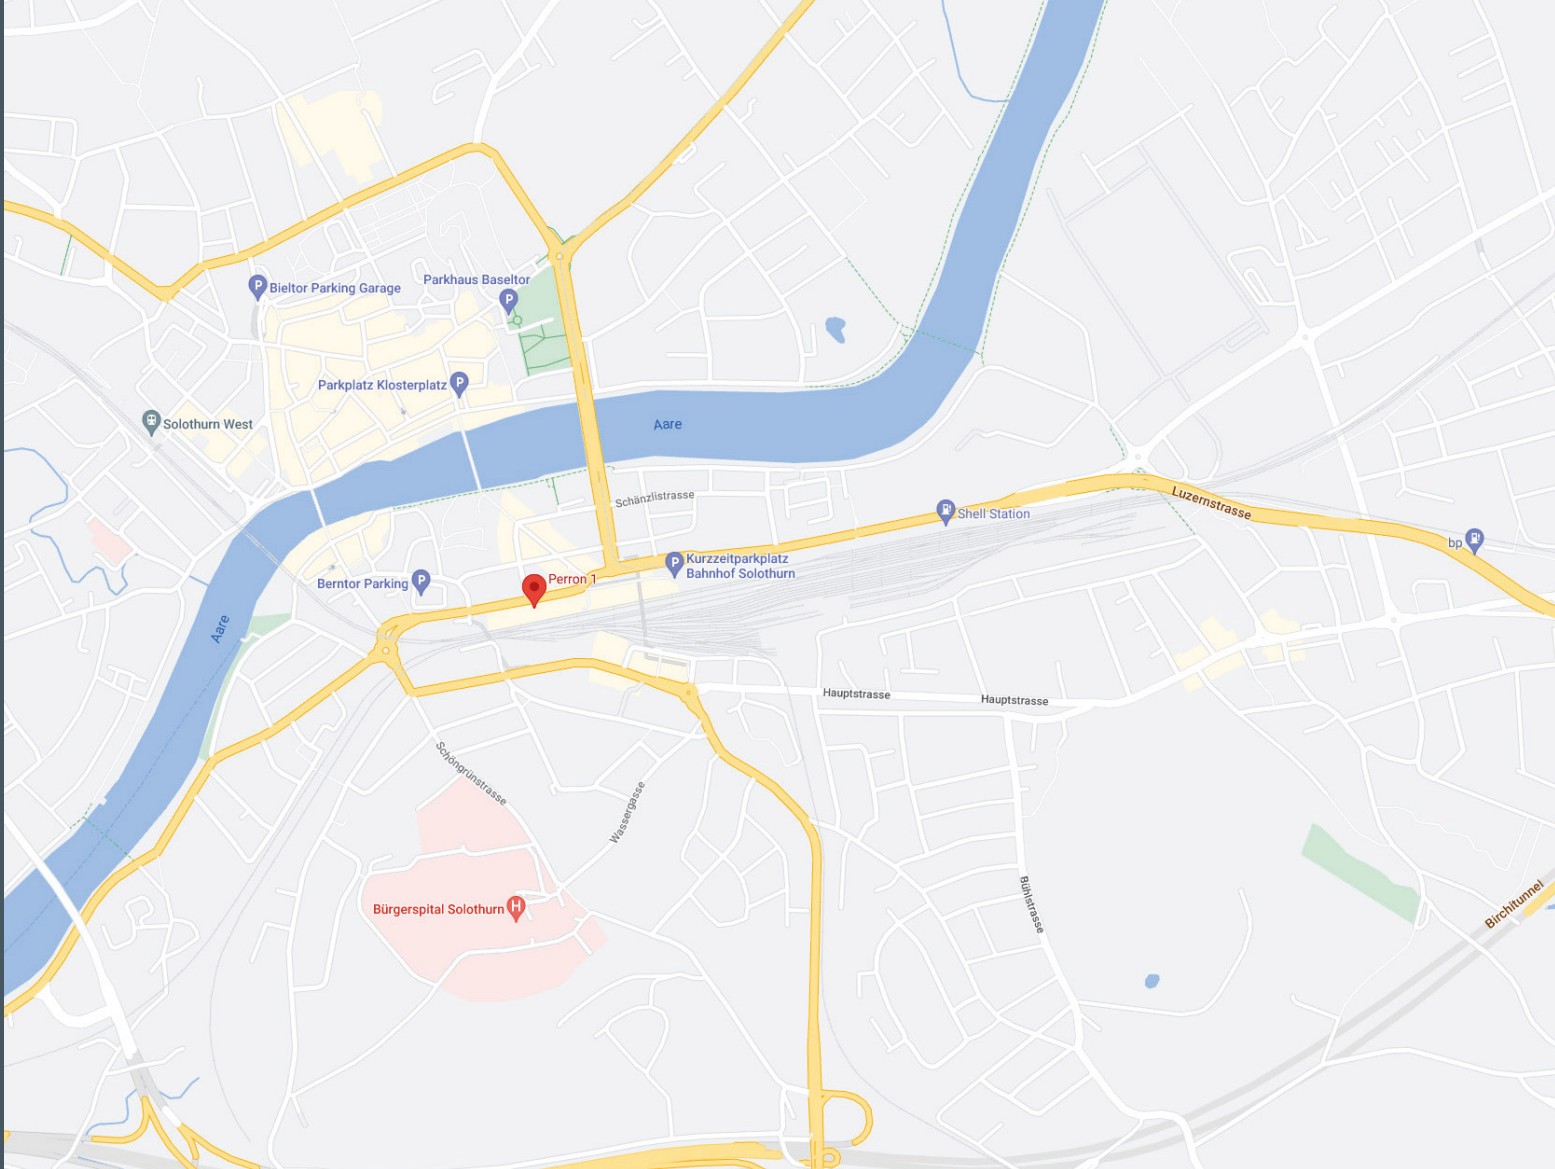 Parkhaus Baseltor
Bieltor Parking Garage
Parkplatz Klosterplatz
Solothurn West
Aare
Schänzlistrasse
Luzernstrasse
Shell Station
bp
Kurzzeitparkplatz
Bahnhof Solothurn
Perron 1
Berntor Parking
Aare
Hauptstrasse
Hauptstrasse
Schöngrünstrasse
Wassergasse
Bürgerspital Solothurn
H
Bühlstrasse
Birchitunnel
P
P
P
P
P